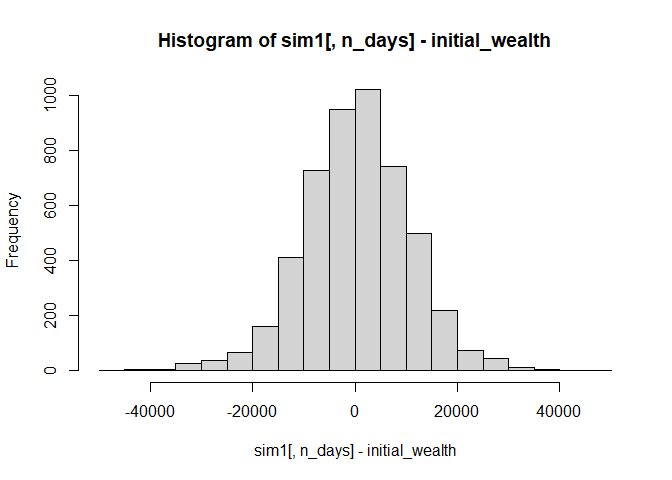 Histogram of sim1[, n_days] - initial_wealth
Frequency
1000
800
600
400
200
0
-40000 -20000 0 20000 40000
sim1[, n_days] - initial_wealth